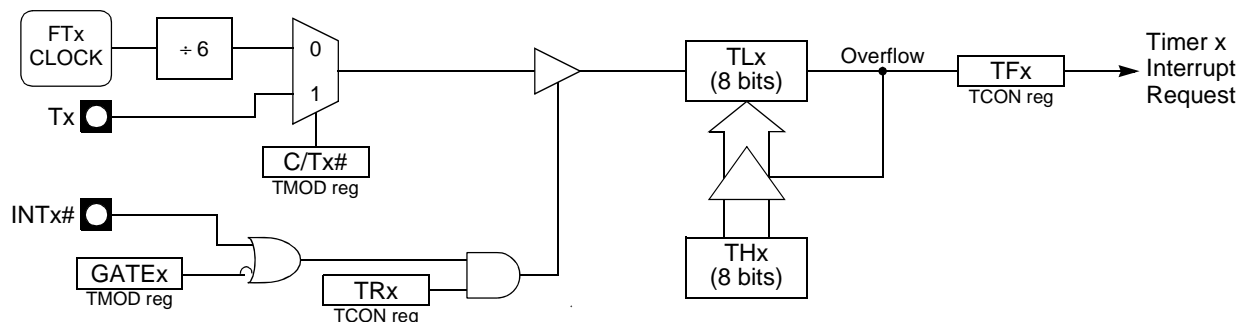 FTx
CLOCK
÷ 6
0
1
Tx
C/Tx#
TMOD reg
INTx#
GATEx
TMOD reg
TRx
TCON reg
TLx
(8 bits)
THx
(8 bits)
Overflow
TFx
TCON reg
Timer x
Interrupt
Request